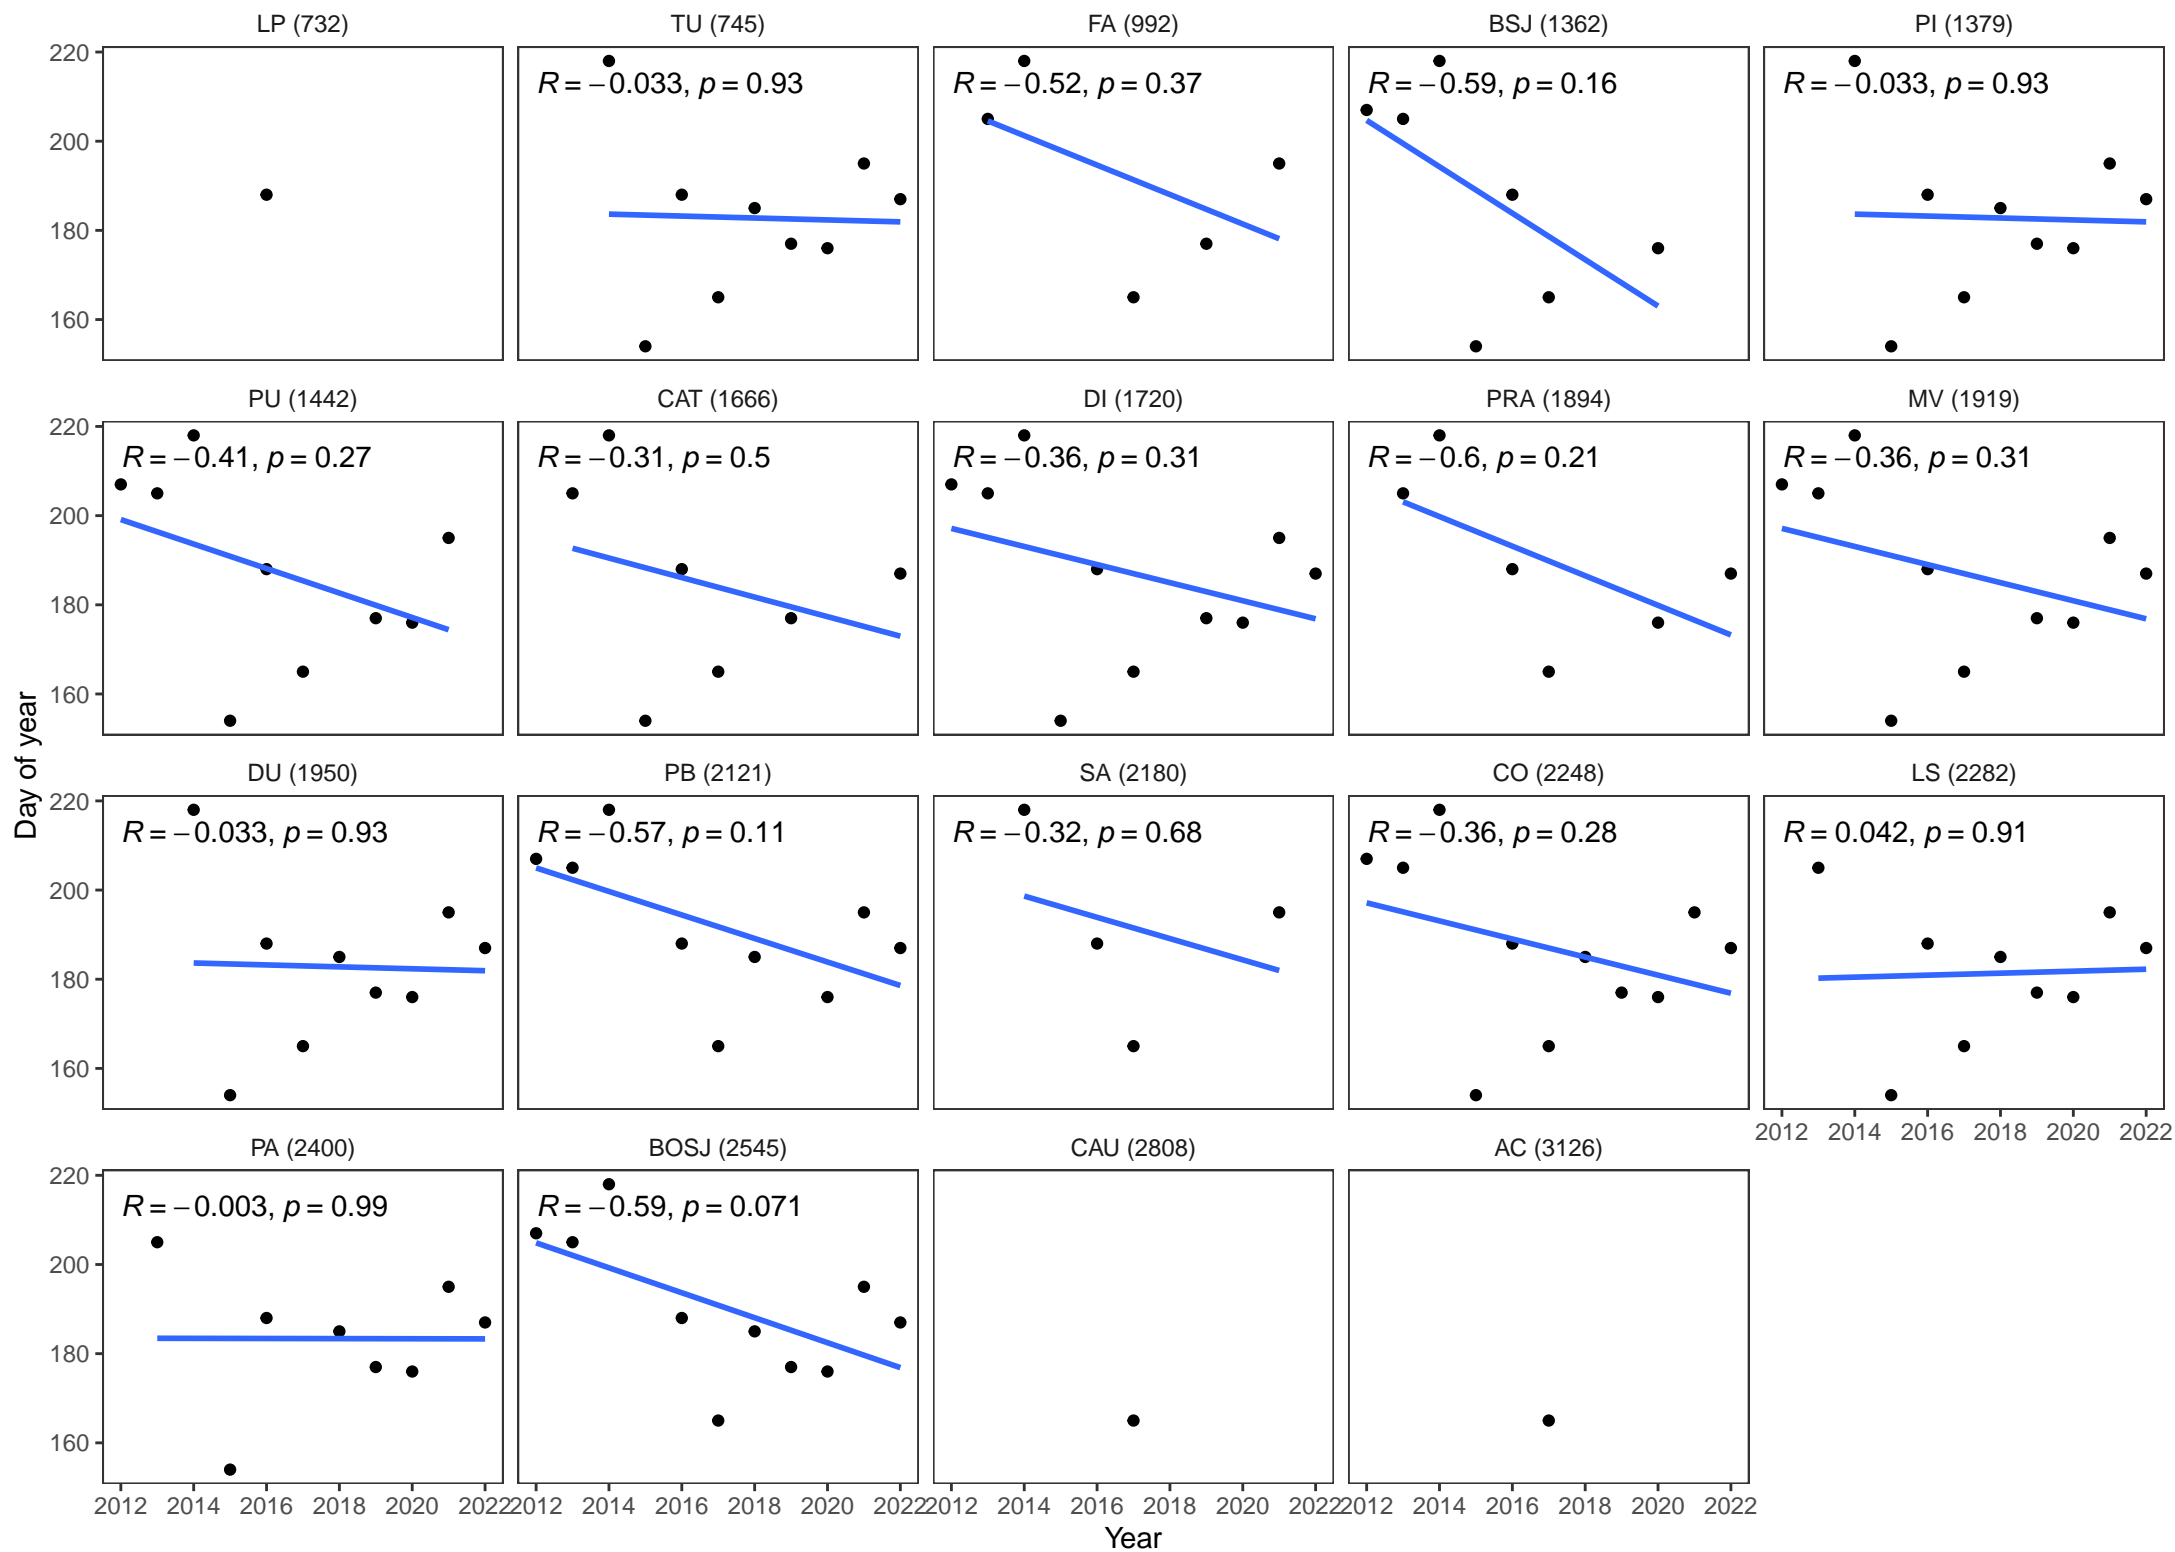 LP (732) TU (745) FA (992) BSJ (1362) PI (1379)
220
200
180
160
R = −0.033, p = 0.93
R = −0.52, p = 0.37
R = −0.59, p = 0.16
R = −0.033, p = 0.93
PU (1442) CAT (1666) DI (1720) PRA (1894) MV (1919)
220
200
180
160
R = −0.41, p = 0.27
R = −0.31, p = 0.5
R = −0.36, p = 0.31
R = −0.6, p = 0.21
R = −0.36, p = 0.31
Day of year
DU (1950) PB (2121) SA (2180) CO (2248) LS (2282)
220
200
180
160
R = −0.033, p = 0.93
R = −0.57, p = 0.11
R = −0.32, p = 0.68
R = −0.36, p = 0.28
R = 0.042, p = 0.91
2012 2014 2016 2018 2020 2022
PA (2400) BOSJ (2545) CAU (2808) AC (3126)
220
200
180
160
R = −0.003, p = 0.99
R = −0.59, p = 0.071
2012 2014 2016 2018 2020 2022
2012 2014 2016 2018 2020 2022
2012 2014 2016 2018 2020 2022
2012 2014 2016 2018 2020 2022
Year